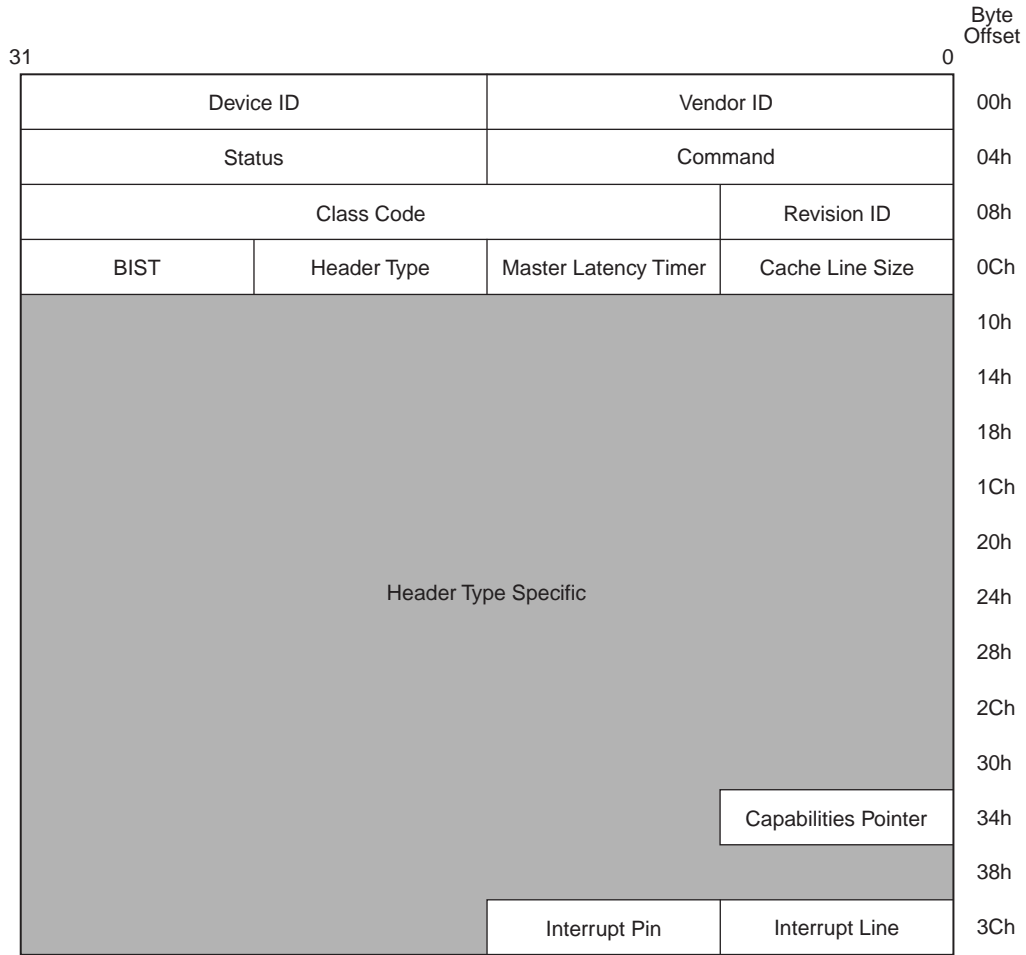 Byte
Offset
31 0
Device ID Vendor ID 00h
Status Command 04h
Class Code Revision ID 08h
BIST Header Type Master Latency Timer Cache Line Size 0Ch
10h
14h
18h
1Ch
20h
Header Type Specific 24h
28h
2Ch
30h
Capabilities Pointer 34h
38h
Interrupt Pin Interrupt Line 3Ch